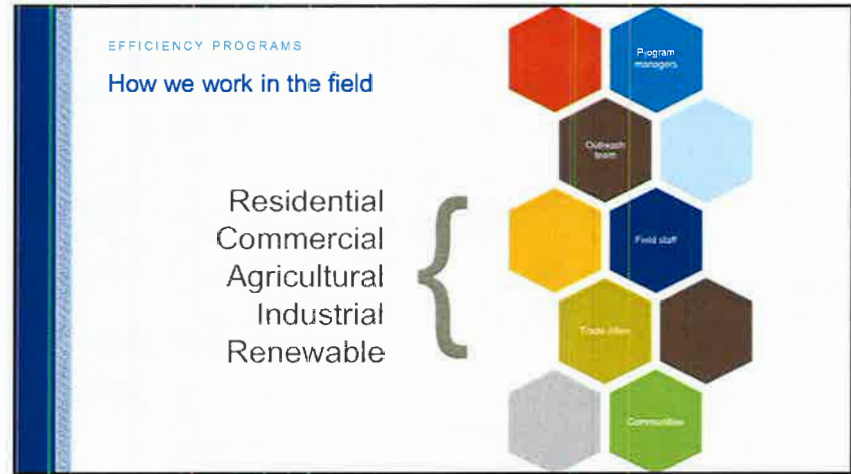 EFFICIENCY PROGRAMS
How we work in the field
Residential
Commercial
Agricultural
Industrial
Renewable
Program
managers
Outreach
team
Field staff
Trade Allies
Communities